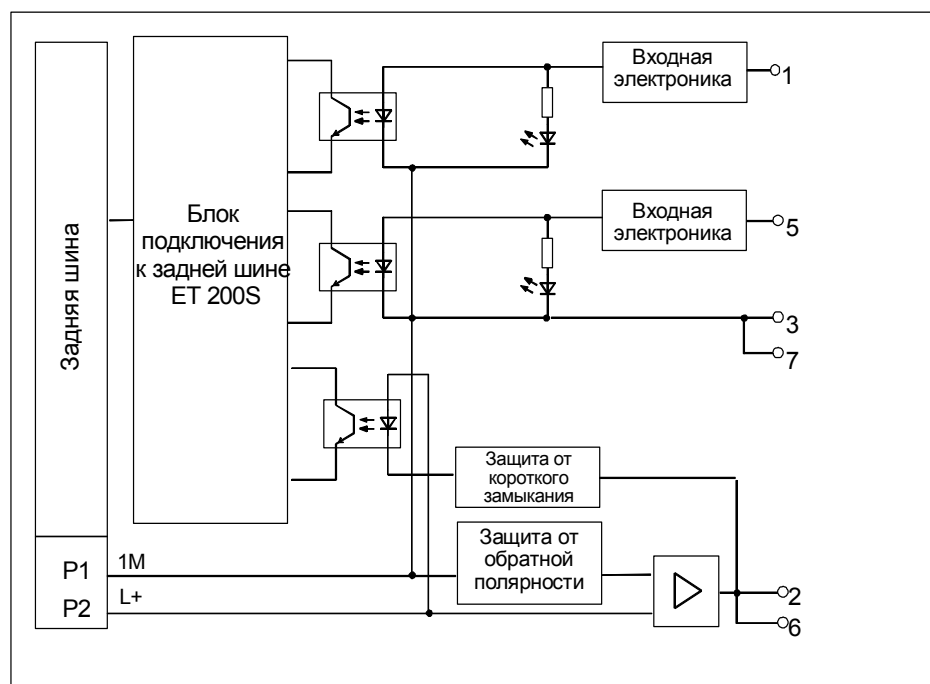 Задняя шина
Блок
подключения
к задней шине
ET 200S
Входная
электроника
1
Входная
электроника
5
3
7
Защита от
короткого
замыкания
P1
1M
Защита от
обратной
полярности
P2
L+
2
6